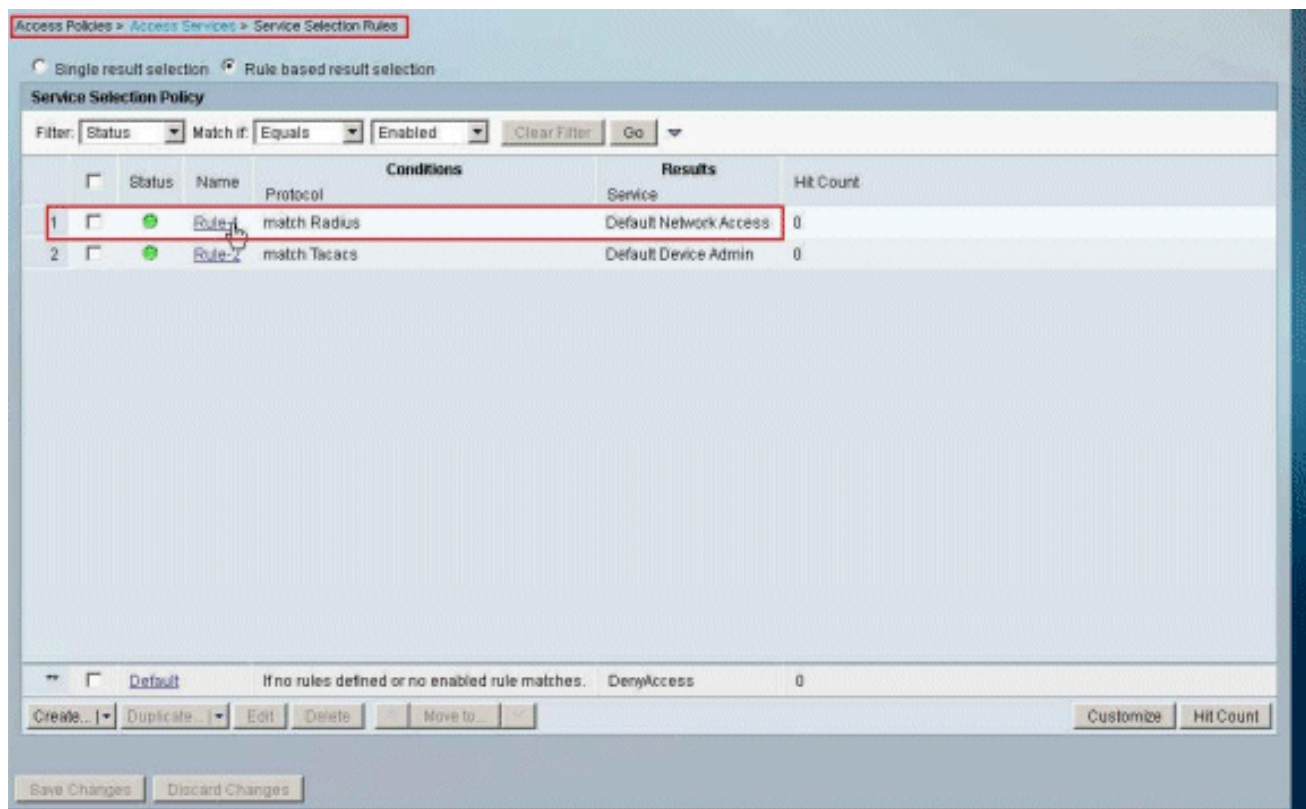 Access Policies > Access Services > Service Selection Rules
Single result selection Rule based result selection
Service Selection Policy
Filter: Status Match if: Equals Enabled Clear Filter Go
Conditions Results
Status Name Protocol Service Hit Count
1 Rule-1 match Radius Default Network Access 0
2 Rule-2 match Tacacs Default Device Admin 0
** Default If no rules defined or no enabled rule matches. DenyAccess 0
Create... Duplicate... Edit Delete Move to... Customize Hit Count
Save Changes Discard Changes